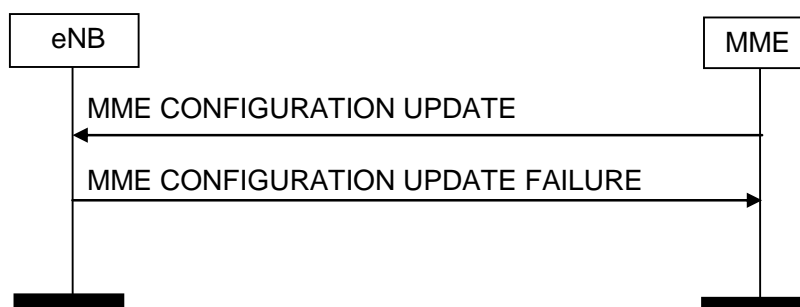 eNB
MME
MME CONFIGURATION UPDATE
MME CONFIGURATION UPDATE FAILURE